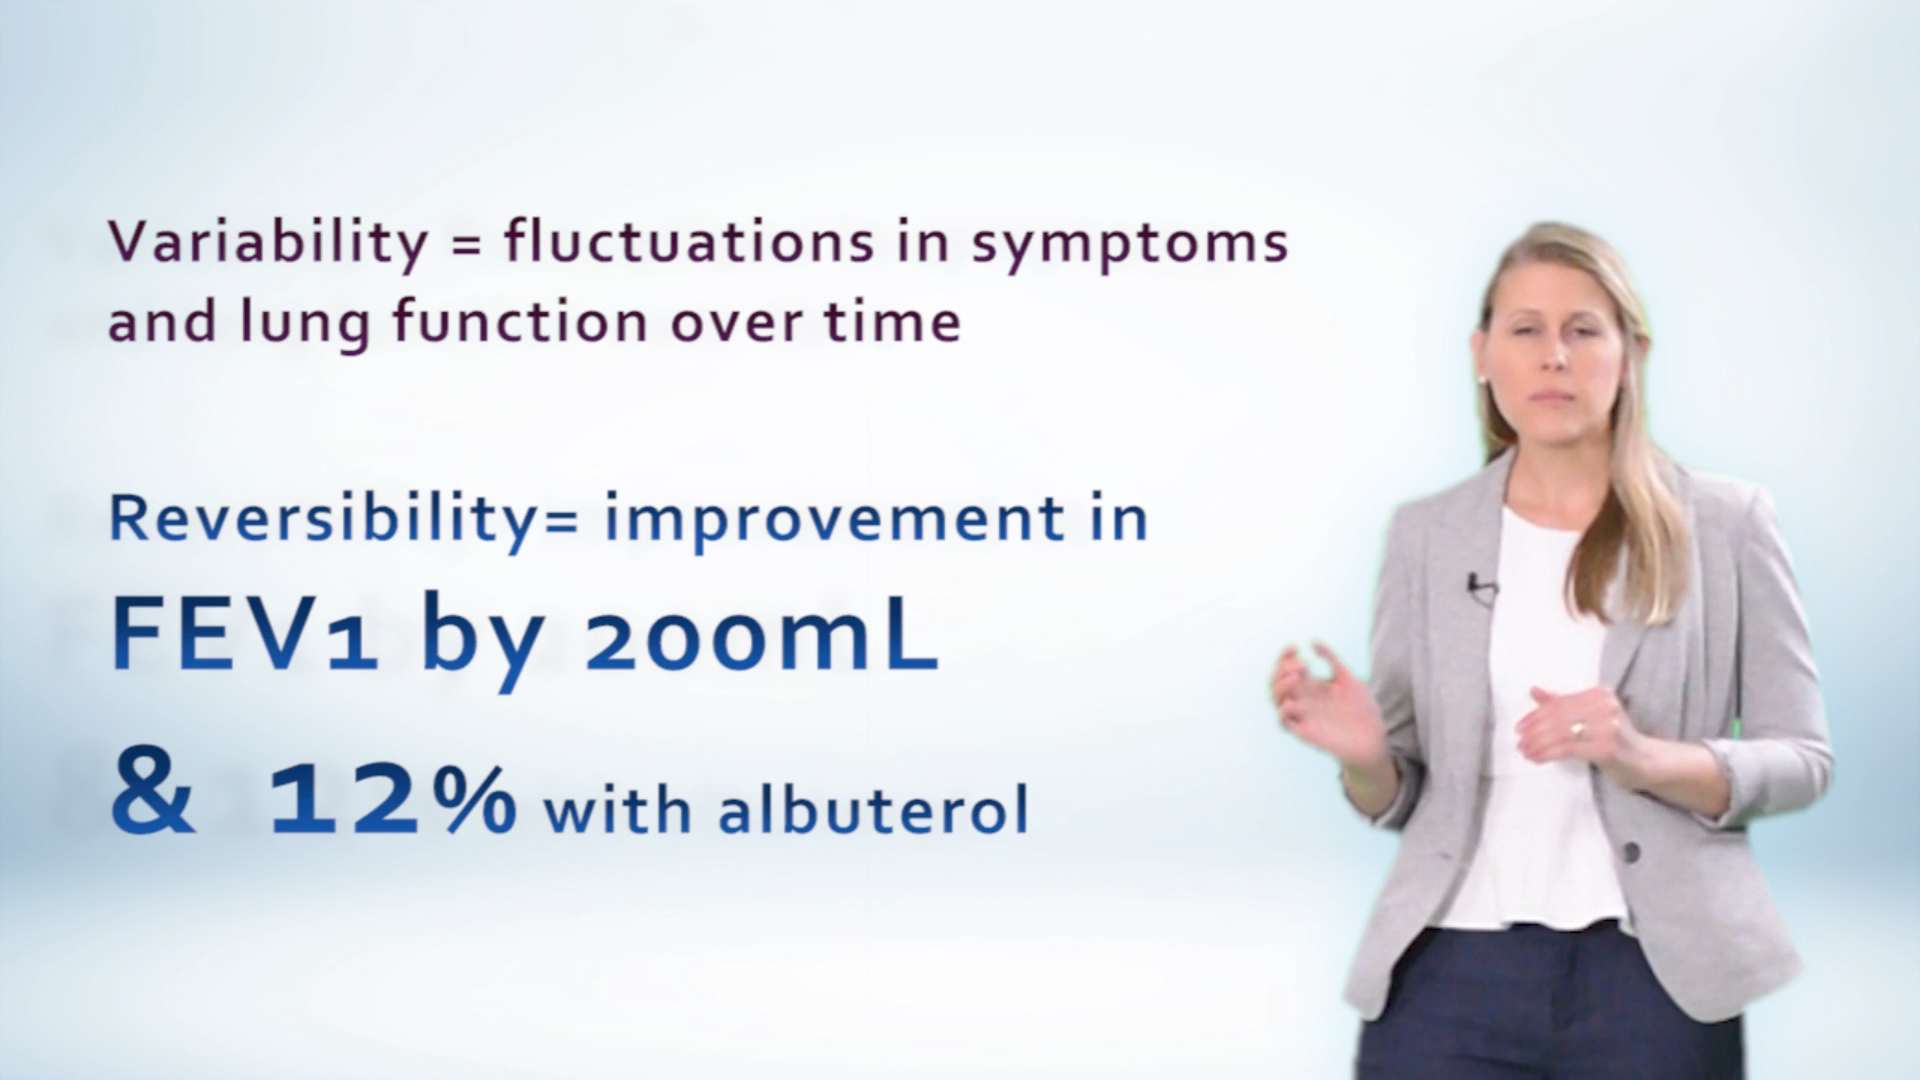 Variability = fluctuations in symptoms
and lung function over time
Reversibility= improvement in
FEV1 by 200mL
& 12% with albuterol